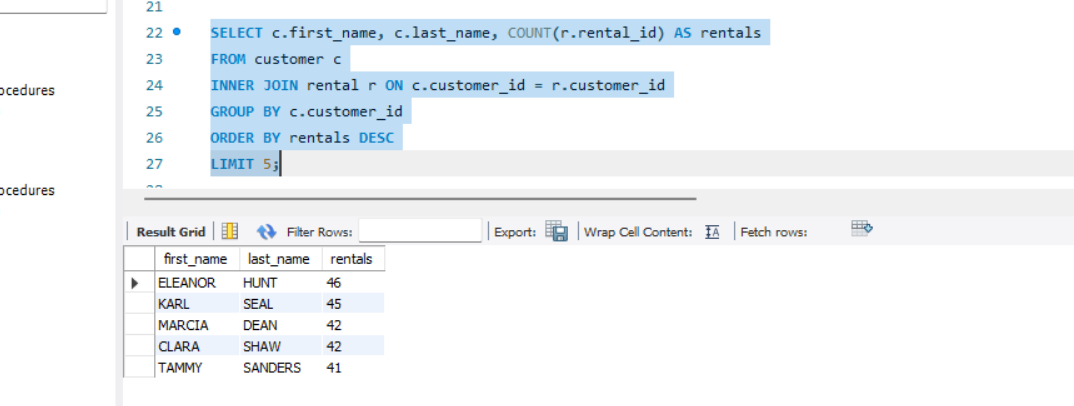 21
22 SELECT c.first_name, c.last_name, COUNT(r.rental_id) AS rentals
23 FROM customer c
24 INNER JOIN rental r ON c.customer_id = r.customer_id
25 GROUP BY c.customer_id
26 ORDER BY rentals DESC
27 LIMIT 5;
ocedures
ocedures
Result Grid Filter Rows: Export: Wrap Cell Content: Fetch rows:
first_name last_name rentals
ELEANOR HUNT 46
KARL SEAL 45
MARCIA DEAN 42
CLARA SHAW 42
TAMMY SANDERS 41